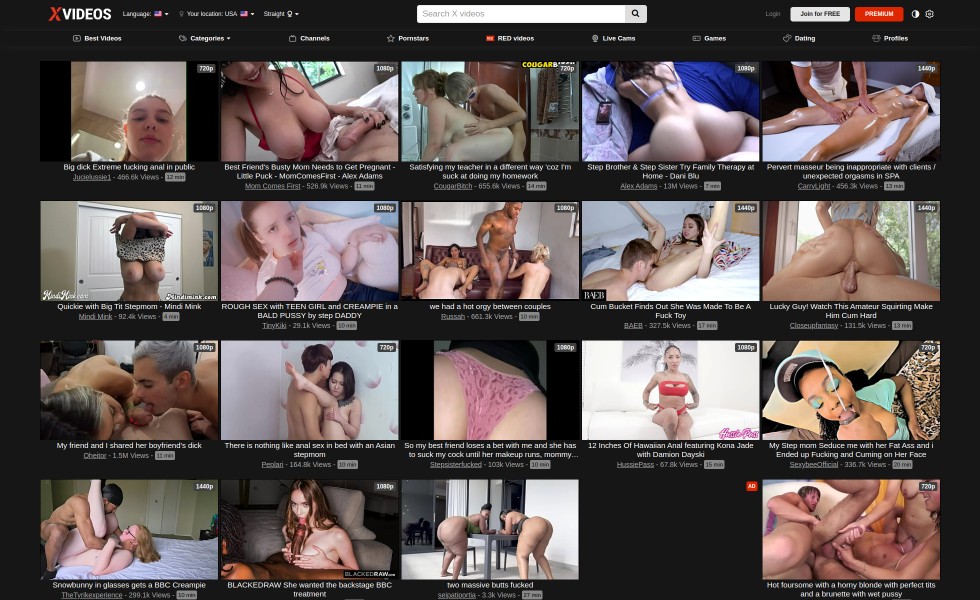 XVIDEOS
Language:
Your location: USA
Straight
Search X videos
Login
Join for FREE
PREMIUM
Best Videos
Categories
Channels
Pornstars
RED videos
Live Cams
Games
Dating
Profiles
720p
1080p
COUGARB
720p
1080p
1440p
Big dick Extreme fucking anal in public
Jucielussie1 - 466.6k Views - 12 min
Best Friend's Busty Mom Needs to Get Pregnant -
Little Puck - MomComesFirst - Alex Adams
Mom Comes First - 526.9k Views - 11 min
Satisfying my teacher in a different way 'coz I'm
suck at doing my homework
CougarBitch - 655.6k Views - 14 min
Step Brother & Step Sister Try Family Therapy at
Home - Dani Blu
Alex Adams - 13M Views - 7 min
Pervert masseur being inappropriate with clients /
unexpected orgasms in SPA
CarryLight - 456.3k Views - 13 min
1080p
1080p
1080p
1440p
1440p
MindiMink.com
Mindimink.com
BAEB
Quickie with Big Tit Stepmom - Mindi Mink
Mindi Mink - 92.4k Views - 4 min
ROUGH SEX with TEEN GIRL and CREAMPIE in a
BALD PUSSY by step DADDY
TinyKiki - 29.1k Views - 10 min
we had a hot orgy between couples
Russah - 661.3k Views - 10 min
Cum Bucket Finds Out She Was Made To Be A
Fuck Toy
BAEB - 327.5k Views - 17 min
Lucky Guy! Watch This Amateur Squirting Make
Him Cum Hard
Closeupfantasy - 131.5k Views - 13 min
1080p
720p
1080p
1080p
720p
HussiePass
My friend and I shared her boyfriend's dick
Oheitor - 1.5M Views - 11 min
There is nothing like anal sex in bed with an Asian
stepmom
Peolari - 164.8k Views - 10 min
So my best friend loses a bet with me and she has
to suck my cock until her makeup runs, mommy…
Stepsisterfucked - 103k Views - 10 min
12 Inches Of Hawaiian Anal featuring Kona Jade
with Damion Dayski
HussiePass - 67.8k Views - 15 min
My Step mom Seduce me with her Fat Ass and i
Ended up Fucking and Cuming on Her Face
SexybeeOfficial - 336.7k Views - 20 min
1440p
1080p
AD
720p
BLACKEDRAW.com
Snowbunny in glasses gets a BBC Creampie
TheTyrikexperience - 299.1k Views - 10 min
BLACKEDRAW She wanted the backstage BBC
treatment
two massive butts fucked
seipatiportia - 3.3k Views - 27 min
Hot foursome with a horny blonde with perfect tits
and a brunette with wet pussy